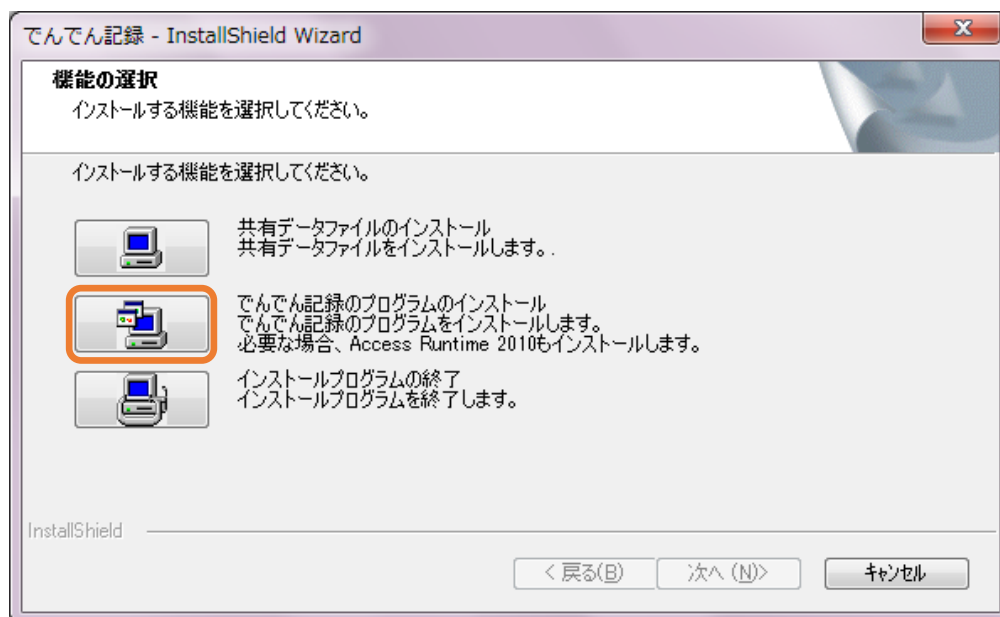 でんでん記録 - InstallShield Wizard
機能の選択
インストールする機能を選択してください。
インストールする機能を選択してください。
共有データファイルのインストール
共有データファイルをインストールします。.
でんでん記録のプログラムのインストール
でんでん記録のプログラムをインストールします。
必要な場合、Access Runtime 2010もインストールします。
インストールプログラムの終了
インストールプログラムを終了します。
InstallShield
< 戻る(B)
次へ (N)>
キャンセル